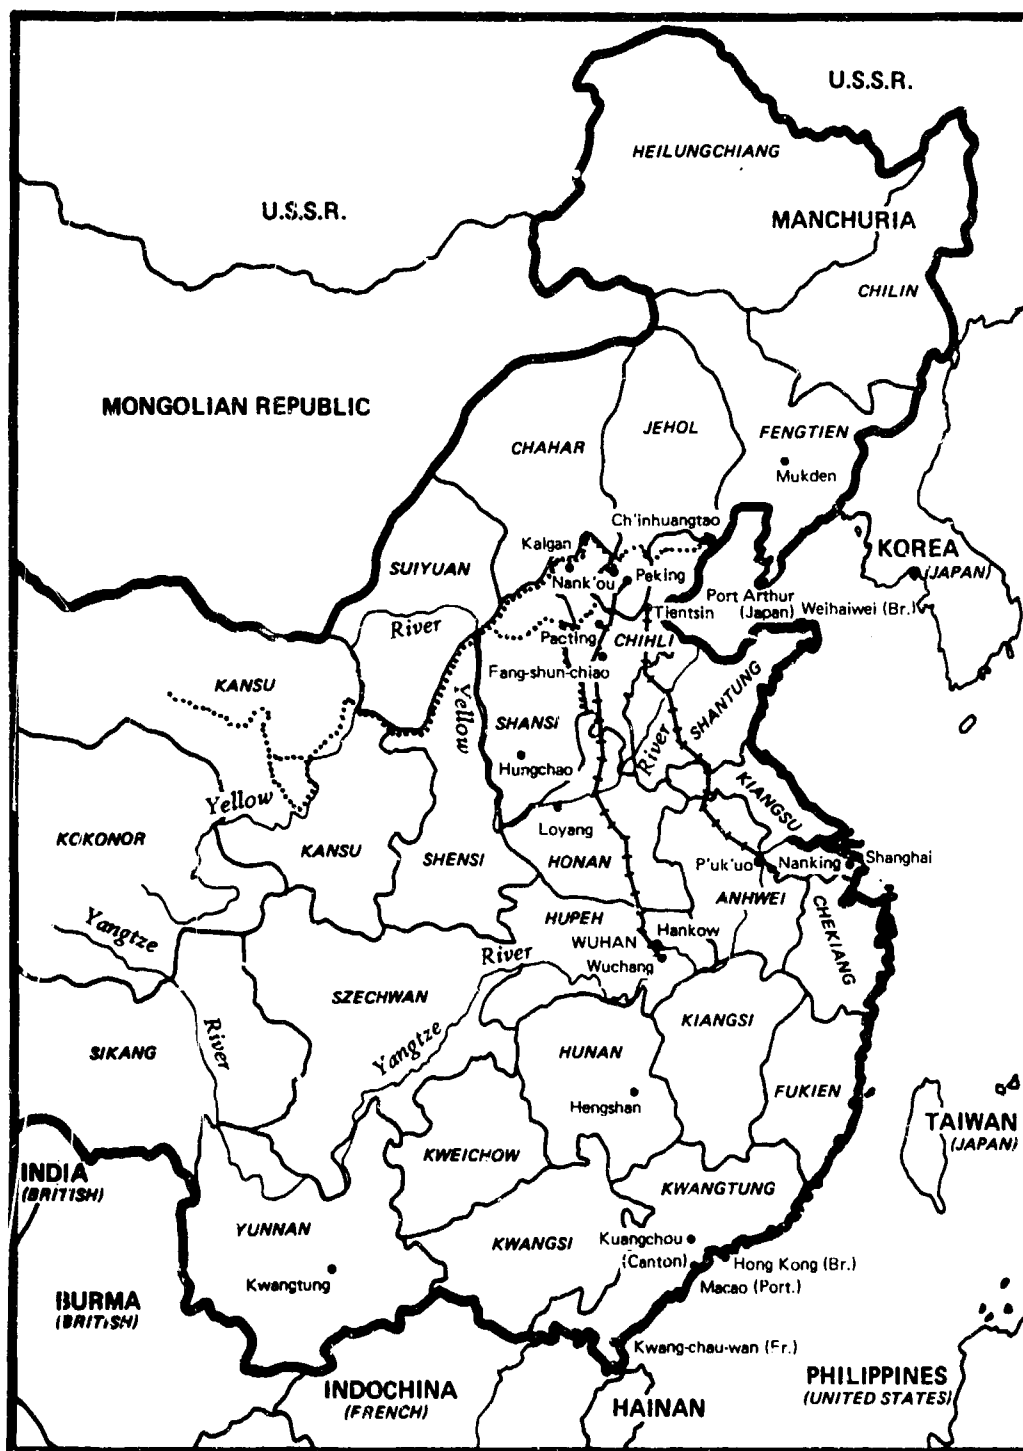 U.S.S.R.
HEILUNGCHIANG
U.S.S.R.
MANCHURIA
CHILIN
MONGOLIAN REPUBLIC
JEHOL
FENGTIEN
CHAHAR
Mukden
Ch'inhuangtao
Kalgan
KOREA
(JAPAN)
SUIYUAN
Nank'ou
Peking
Port Arthur
(Japan)
Weihaiwei (Br.)
Tientsin
River
Paoting
CHIHLI
Fang-shun-chiao
KANSU
Yellow
SHANTUNG
SHANSI
River
Hungchao
KIANGSU
Yellow
Loyang
KOKONOR
KANSU
SHENSI
HONAN
P'uk'uo
Nanking
Shanghai
ANHWEI
CHEKIANG
HUPEH
Yangtze
Hankow
WUHAN
River
Wuchang
SZECHWAN
KIANGSI
River
Yangtze
SIKANG
HUNAN
FUKIEN
Hengshan
TAIWAN
(JAPAN)
KWEICHOW
INDIA
(BRITISH)
KWANGTUNG
YUNNAN
KWANGSI
Kuangchou
(Canton)
Hong Kong (Br.)
Kwangtung
Macao (Port.)
BURMA
(BRITISH)
Kwang-chau-wan (Fr.)
INDOCHINA
(FRENCH)
PHILIPPINES
(UNITED STATES)
HAINAN